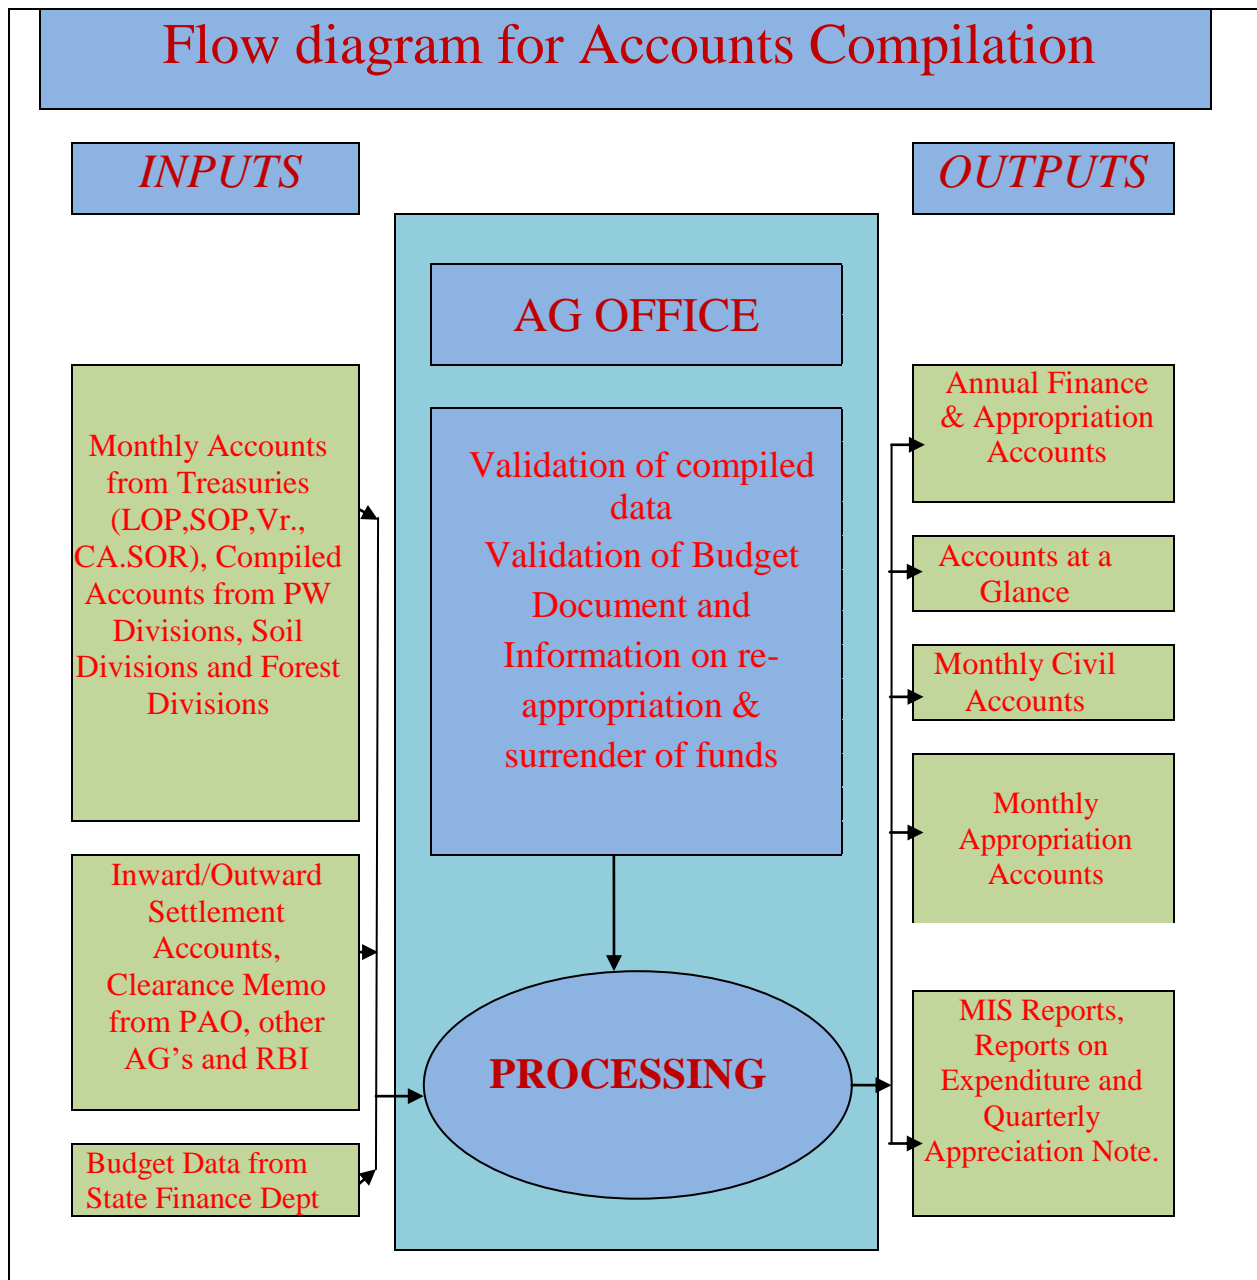 Flow diagram for Accounts Compilation
INPUTS
Monthly Accounts
from Treasuries
(LOP,SOP,Vr.,
CA.SOR), Compiled
Accounts from PW
Divisions, Soil
Divisions and Forest
Divisions
Inward/Outward
Settlement
Accounts,
Clearance Memo
from PAO, other
AG’s and RBI
Budget Data from
State Finance Dept
AG OFFICE
Validation of compiled
data
Validation of Budget
Document and
Information on re-
appropriation &
surrender of funds
PROCESSING
OUTPUTS
Annual Finance
& Appropriation
Accounts
Accounts at a
Glance
Monthly Civil
Accounts
Monthly
Appropriation
Accounts
MIS Reports,
Reports on
Expenditure and
Quarterly
Appreciation Note.